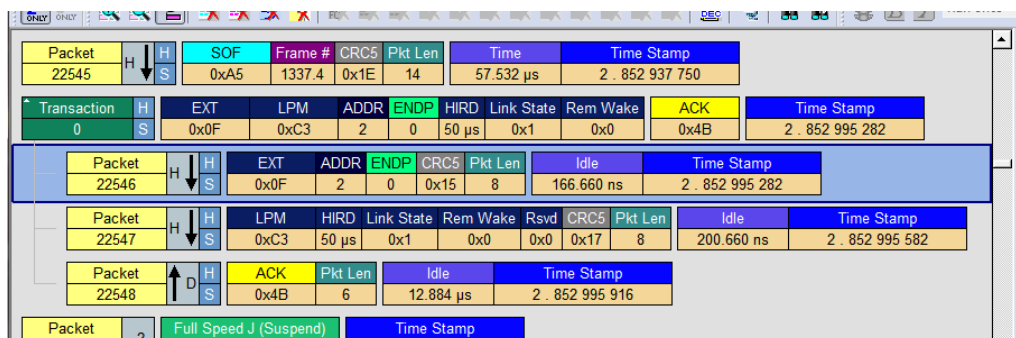 ONLY ONLY DEC
Packet H H SOF Frame # CRC5 Pkt Len Time Time Stamp
22545 S 0xA5 1337.4 0x1E 14 57.532 µs 2 . 852 937 750
Transaction H EXT LPM ADDR ENDP HIRD Link State Rem Wake ACK Time Stamp
0 S 0x0F 0xC3 2 0 50 µs 0x1 0x0 0x4B 2 . 852 995 282
Packet H H EXT ADDR ENDP CRC5 Pkt Len Idle Time Stamp
22546 S 0x0F 2 0 0x15 8 166.660 ns 2 . 852 995 282
Packet H H LPM HIRD Link State Rem Wake Rsvd CRC5 Pkt Len Idle Time Stamp
22547 S 0xC3 50 µs 0x1 0x0 0x0 0x17 8 200.660 ns 2 . 852 995 582
Packet D H ACK Pkt Len Idle Time Stamp
22548 S 0x4B 6 12.884 µs 2 . 852 995 916
Packet Full Speed J (Suspend) Time Stamp